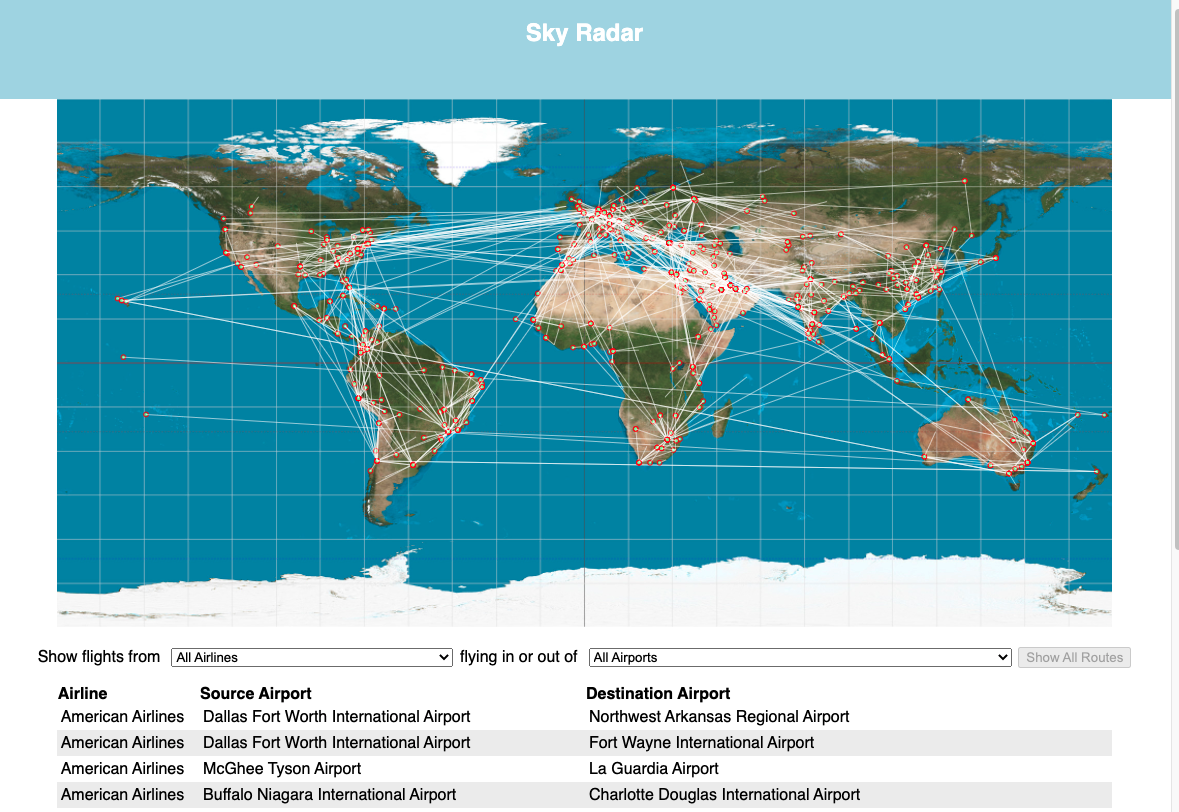 Sky Radar
Show flights from All Airlines flying in or out of All Airports Show All Routes
Airline Source Airport Destination Airport
American Airlines Dallas Fort Worth International Airport Northwest Arkansas Regional Airport
American Airlines Dallas Fort Worth International Airport Fort Wayne International Airport
American Airlines McGhee Tyson Airport La Guardia Airport
American Airlines Buffalo Niagara International Airport Charlotte Douglas International Airport